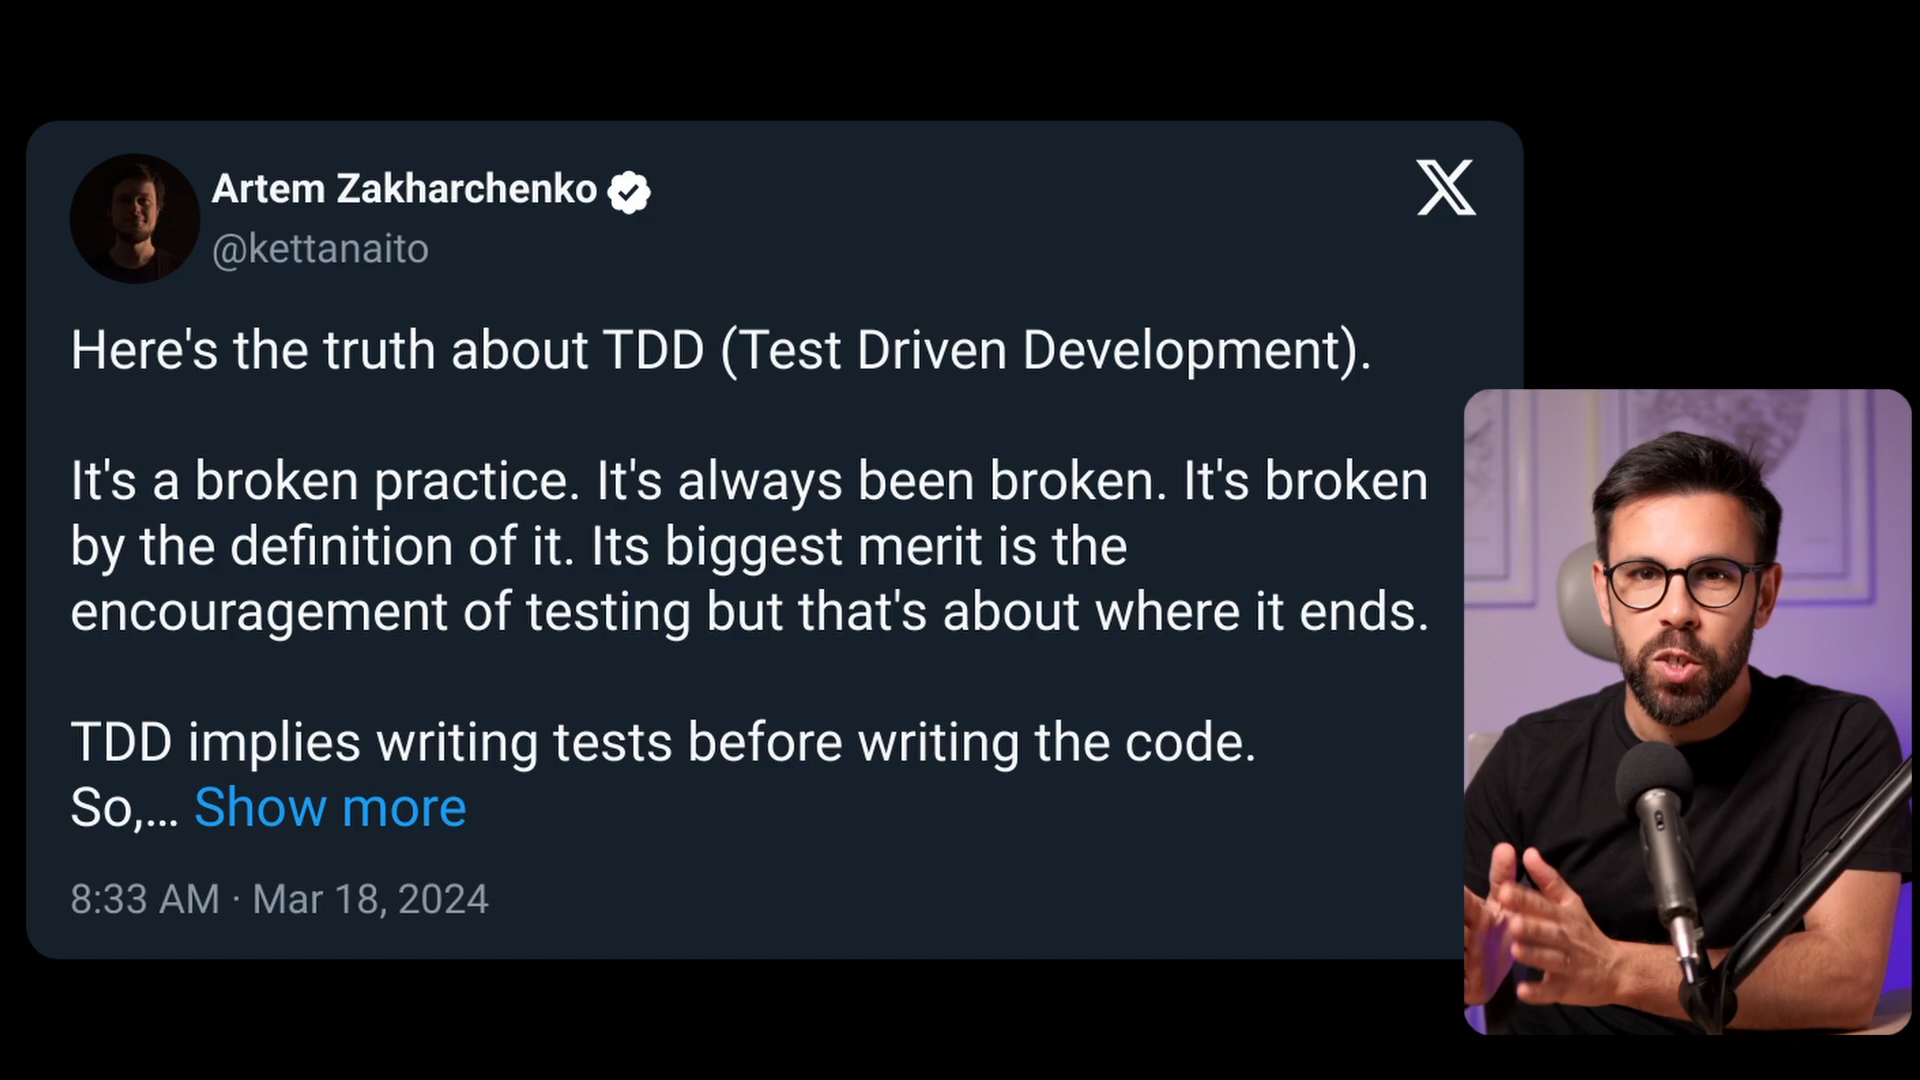 Artem Zakharchenko
@kettanaito
Here's the truth about TDD (Test Driven Development).
It's a broken practice. It's always been broken. It's broken
by the definition of it. Its biggest merit is the
encouragement of testing but that's about where it ends.
TDD implies writing tests before writing the code.
So,... Show more
8:33 AM · Mar 18, 2024